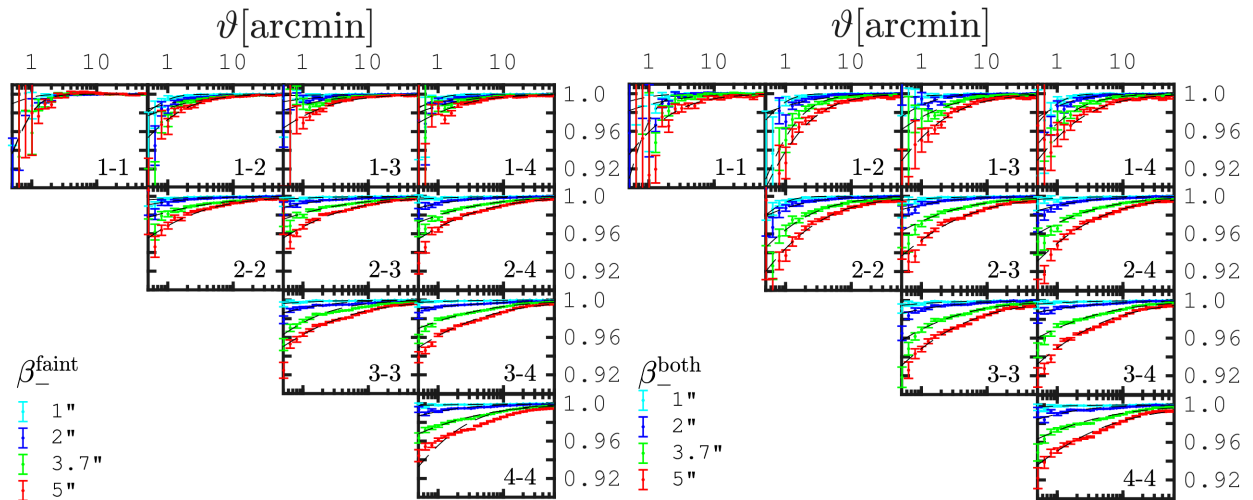 ϑ[arcmin] ϑ[arcmin]
1 10 1 10 1 10 1 10 1 10 1 10 1 10 1 10
1-1 1-2 1-3 1-4 1.0 0.96 0.92 1-1 1-2 1-3 1-4 1.0 0.96 0.92
2-2 2-3 2-4 1.0 0.96 0.92 2-2 2-3 2-4 1.0 0.96 0.92
3-3 3-4 1.0 0.96 0.92 3-3 3-4 1.0 0.96 0.92
4-4 1.0 0.96 0.92 4-4 1.0 0.96 0.92
β_-^faint
1"
2"
3.7"
5"
β_-^both
1"
2"
3.7"
5"